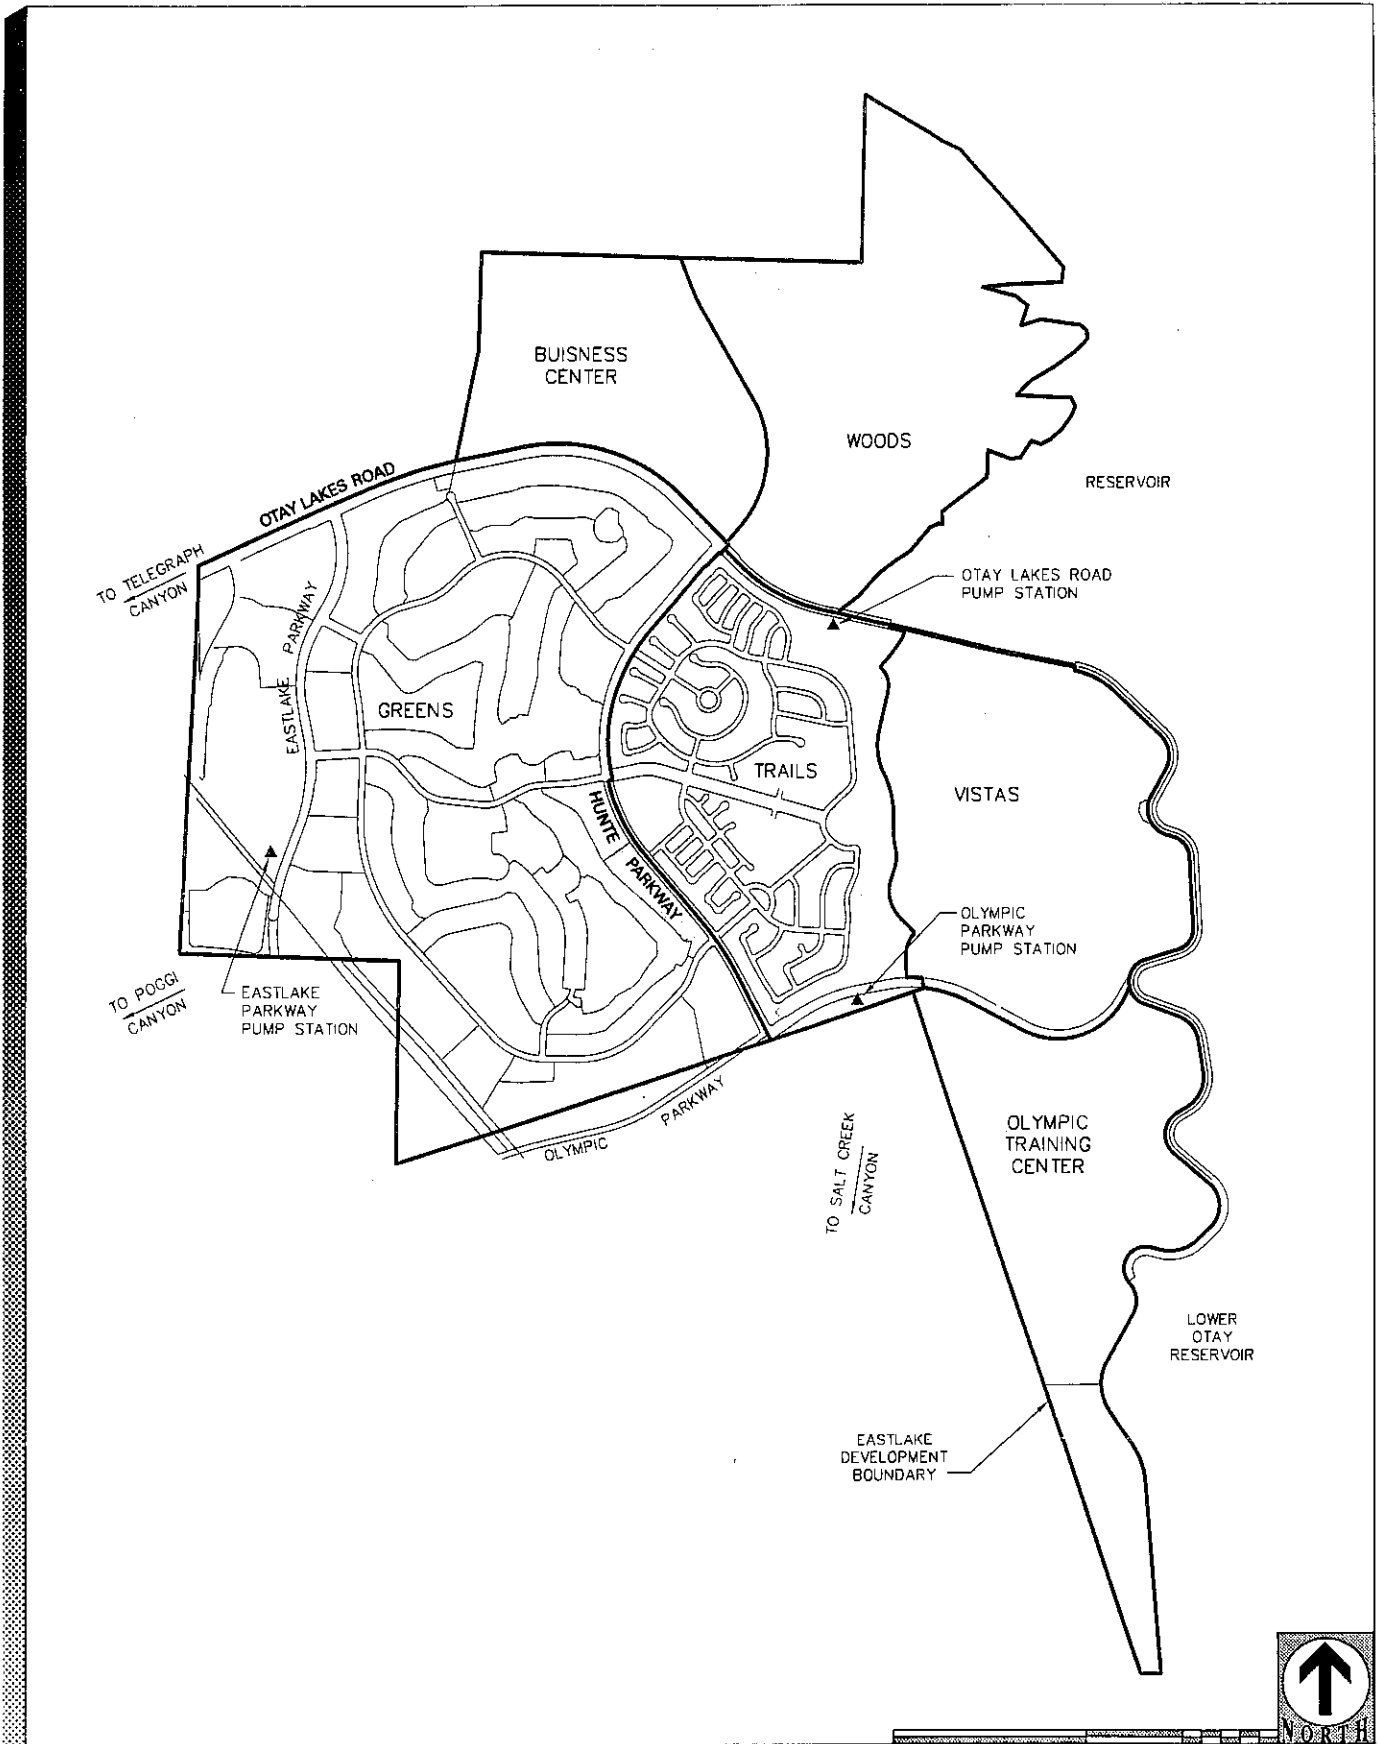 BUISNESS
CENTER
WOODS
RESERVOIR
OTAY LAKES ROAD
TO TELEGRAPH
CANYON
OTAY LAKES ROAD
PUMP STATION
EASTLAKE PARKWAY
GREENS
TRAILS
VISTAS
HUNTE PARKWAY
OLYMPIC
PARKWAY
PUMP STATION
TO POGGI
CANYON
EASTLAKE
PARKWAY
PUMP STATION
OLYMPIC PARKWAY
TO SALT CREEK
CANYON
OLYMPIC
TRAINING
CENTER
LOWER
OTAY
RESERVOIR
EASTLAKE
DEVELOPMENT
BOUNDARY
NORTH